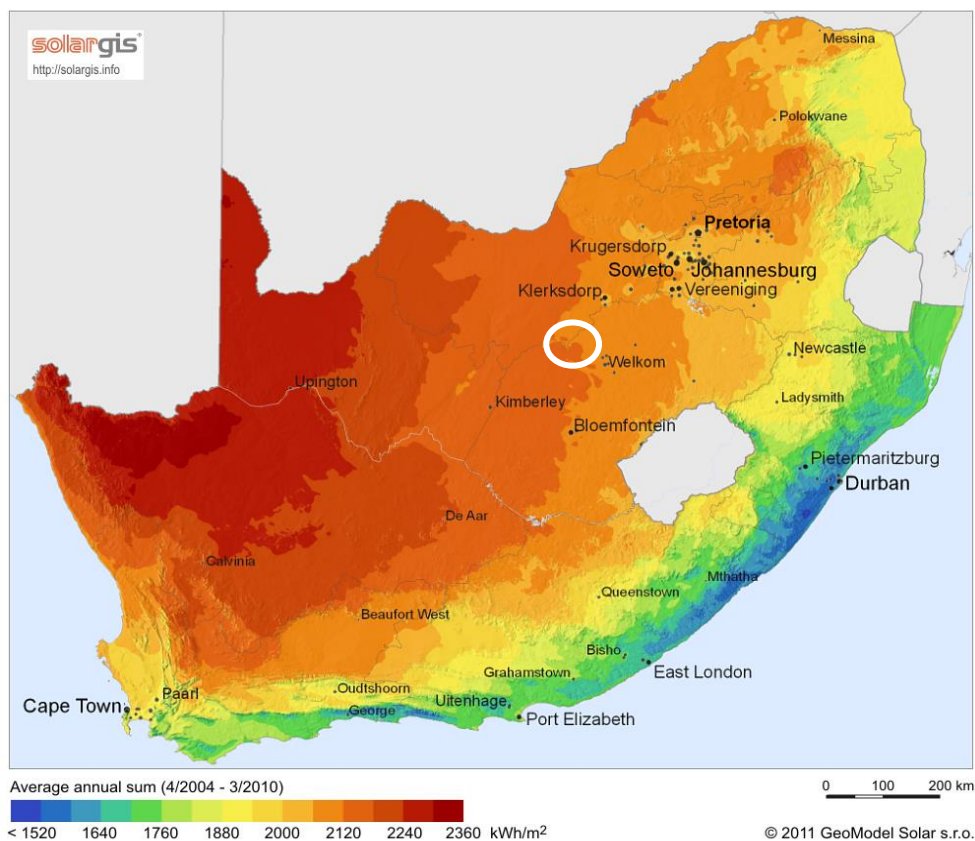 solargis
http://solargis.info
Messina
Polokwane
Pretoria
Krugersdorp
Soweto
Johannesburg
Klerksdorp
Vereeniging
Newcastle
Welkom
Upington
Kimberley
Ladysmith
Bloemfontein
Pietermaritzburg
Durban
De Aar
Calvinia
Mthatha
Queenstown
Beaufort West
Bisho
Grahamstown
East London
Oudtshoorn
Paarl
Uitenhage
Cape Town
George
Port Elizabeth
Average annual sum (4/2004 - 3/2010)
0 100 200 km
< 1520 1640 1760 1880 2000 2120 2240 2360 kWh/m²
© 2011 GeoModel Solar s.r.o.